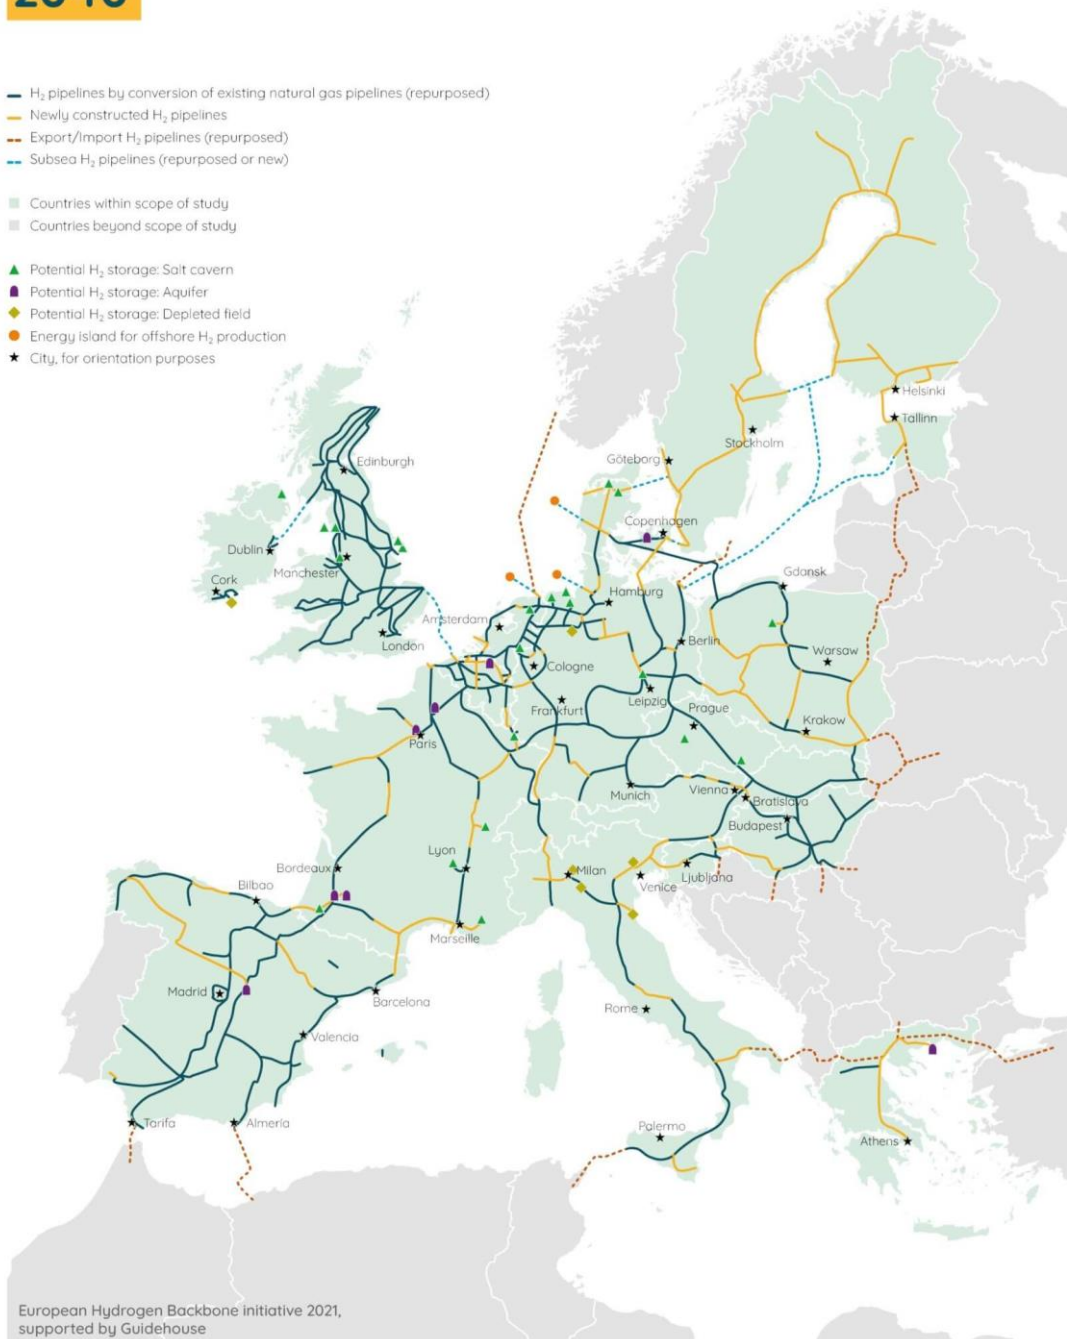 H₂ pipelines by conversion of existing natural gas pipelines (repurposed)
Newly constructed H₂ pipelines
Export/Import H₂ pipelines (repurposed)
Subsea H₂ pipelines (repurposed or new)
Countries within scope of study
Countries beyond scope of study
Potential H₂ storage: Salt cavern
Potential H₂ storage: Aquifer
Potential H₂ storage: Depleted field
Energy island for offshore H₂ production
City, for orientation purposes
Helsinki
Tallinn
Stockholm
Göteborg
Edinburgh
Copenhagen
Dublin
Manchester
Cork
Gdansk
Hamburg
Amsterdam
London
Berlin
Warsaw
Cologne
Leipzig
Frankfurt
Prague
Krakow
Paris
Munich
Vienna
Bratislava
Budapest
Lyon
Bordeaux
Milan
Ljubljana
Venice
Bilbao
Marseille
Madrid
Barcelona
Rome
Valencia
Tarifa
Almería
Palermo
Athens
European Hydrogen Backbone initiative 2021,
supported by Guidehouse